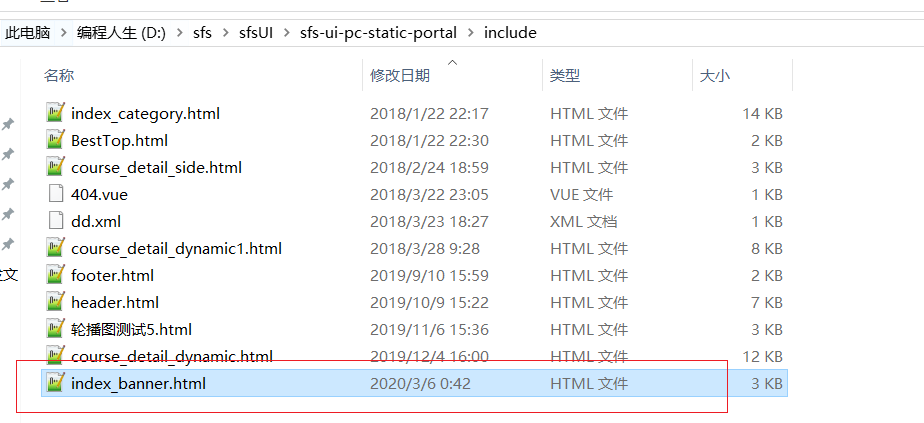 此电脑 > 编程人生 (D:) > sfs > sfsUI > sfs-ui-pc-static-portal > include
名称 修改日期 类型 大小
index_category.html 2018/1/22 22:17 HTML 文件 14 KB
BestTop.html 2018/1/22 22:30 HTML 文件 2 KB
course_detail_side.html 2018/2/24 18:59 HTML 文件 3 KB
404.vue 2018/3/22 23:05 VUE 文件 1 KB
dd.xml 2018/3/23 18:27 XML 文档 1 KB
course_detail_dynamic1.html 2018/3/28 9:28 HTML 文件 8 KB
footer.html 2019/9/10 15:59 HTML 文件 2 KB
header.html 2019/10/9 15:22 HTML 文件 7 KB
轮播图测试5.html 2019/11/6 15:36 HTML 文件 3 KB
course_detail_dynamic.html 2019/12/4 16:00 HTML 文件 12 KB
index_banner.html 2020/3/6 0:42 HTML 文件 3 KB
文